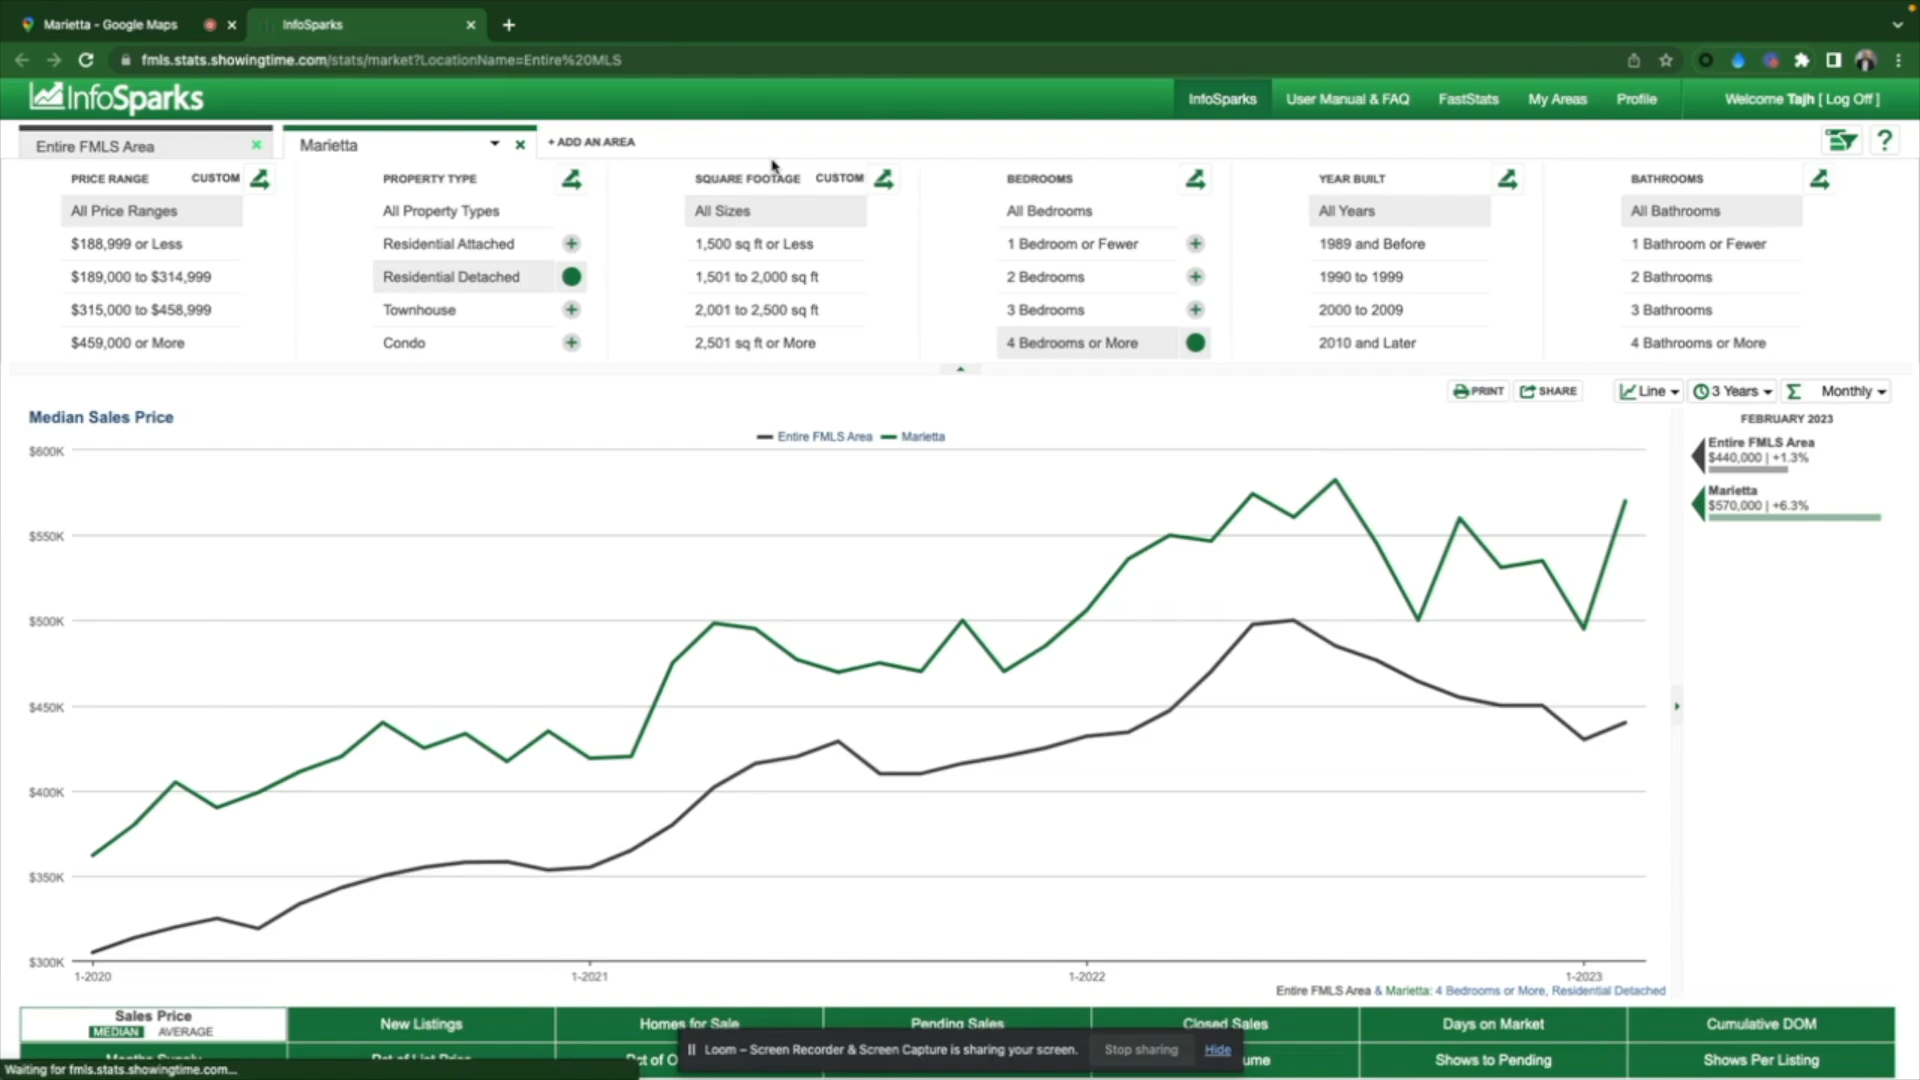 Marietta - Google Maps
InfoSparks
fmls.stats.showingtime.com/stats/market?LocationName=Entire%20MLS
InfoSparks
InfoSparks
User Manual & FAQ
FastStats
My Areas
Profile
Welcome Tajh [ Log Off ]
Entire FMLS Area
Marietta
+ ADD AN AREA
?
PRICE RANGE
CUSTOM
All Price Ranges
$188,999 or Less
$189,000 to $314,999
$315,000 to $458,999
$459,000 or More
PROPERTY TYPE
All Property Types
Residential Attached
Residential Detached
Townhouse
Condo
SQUARE FOOTAGE
CUSTOM
All Sizes
1,500 sq ft or Less
1,501 to 2,000 sq ft
2,001 to 2,500 sq ft
2,501 sq ft or More
BEDROOMS
All Bedrooms
1 Bedroom or Fewer
2 Bedrooms
3 Bedrooms
4 Bedrooms or More
YEAR BUILT
All Years
1989 and Before
1990 to 1999
2000 to 2009
2010 and Later
BATHROOMS
All Bathrooms
1 Bathroom or Fewer
2 Bathrooms
3 Bathrooms
4 Bathrooms or More
PRINT
SHARE
Line
3 Years
Monthly
Median Sales Price
Entire FMLS Area
Marietta
FEBRUARY 2023
Entire FMLS Area
$440,000 | +1.3%
Marietta
$570,000 | +6.3%
$600K
$550K
$500K
$450K
$400K
$350K
$300K
1-2020
1-2021
1-2022
1-2023
Entire FMLS Area & Marietta: 4 Bedrooms or More, Residential Detached
Sales Price
MEDIAN AVERAGE
New Listings
Homes for Sale
Pending Sales
Closed Sales
Days on Market
Cumulative DOM
Months Supply
Pct of List Price
Pct of O
Loom – Screen Recorder & Screen Capture is sharing your screen.
Stop sharing
Hide
ume
Shows to Pending
Shows Per Listing
Waiting for fmls.stats.showingtime.com...